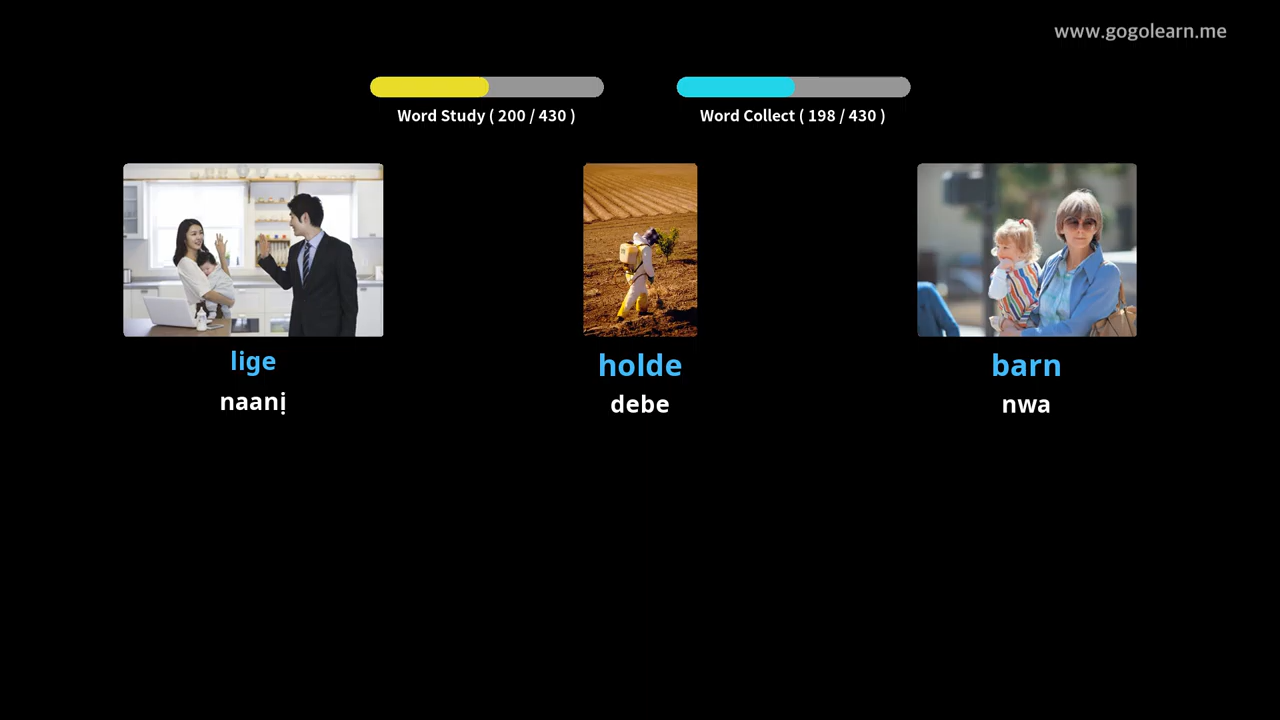 www.gogolearn.me
Word Study ( 200 / 430 )
Word Collect ( 198 / 430 )
lige
naanị
holde
debe
barn
nwa